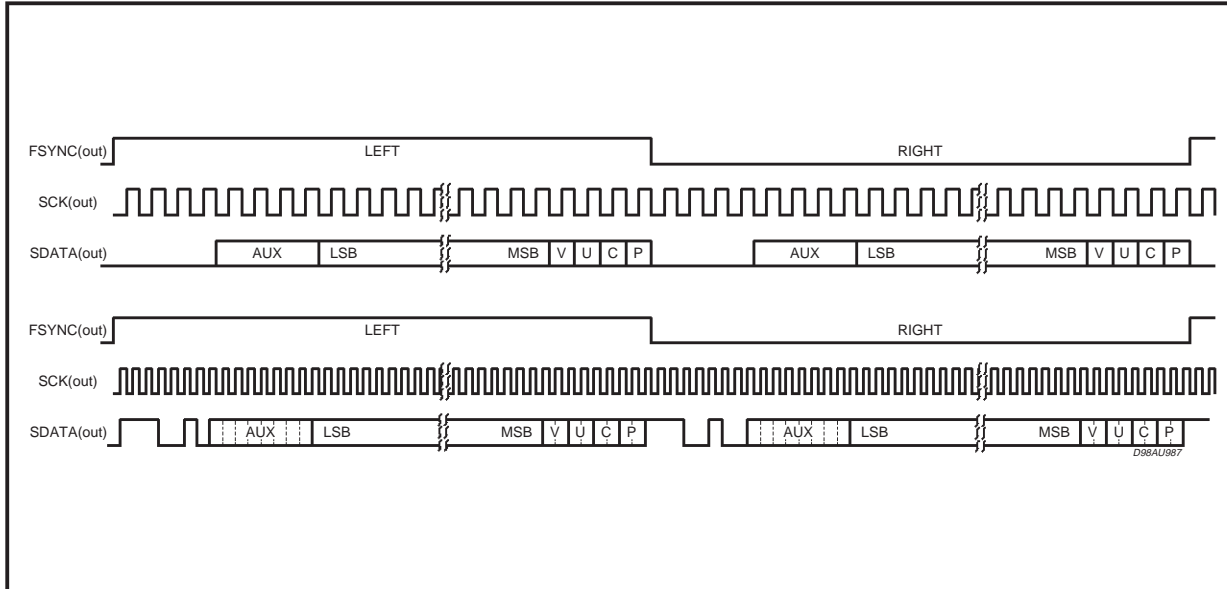 FSYNC(out) LEFT RIGHT
SCK(out)
SDATA(out) AUX LSB MSB V U C P AUX LSB MSB V U C P
FSYNC(out) LEFT RIGHT
SCK(out)
SDATA(out) AUX LSB MSB V U C P AUX LSB MSB V U C P
D98AU987